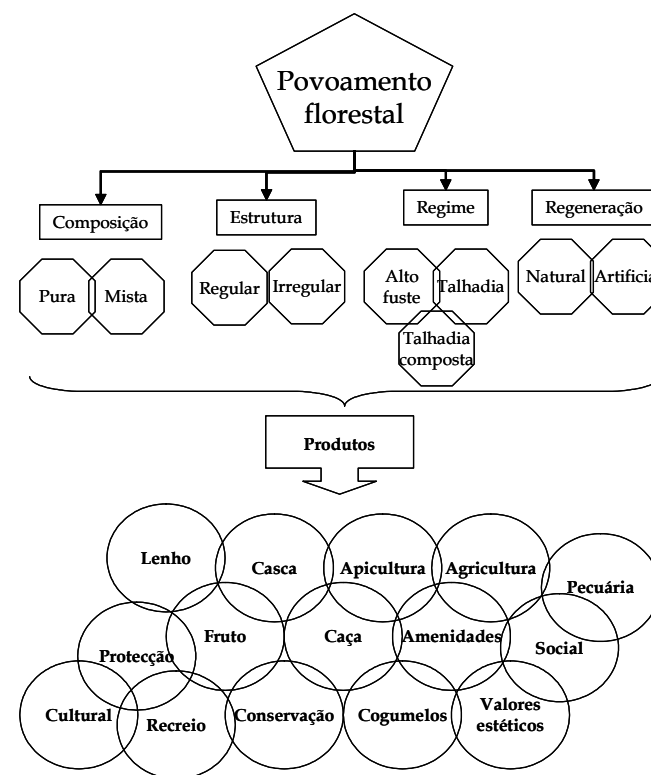 Povoamento
florestal
Composição
Estrutura
Regime
Regeneração
Pura
Mista
Regular
Irregular
Alto
fuste
Talhadia
Talhadia
composta
Natural
Artificia
Produtos
Lenho
Casca
Apicultura
Agricultura
Pecuária
Protecção
Fruto
Caça
Amenidades
Social
Cultural
Recreio
Conservação
Cogumelos
Valores
estéticos